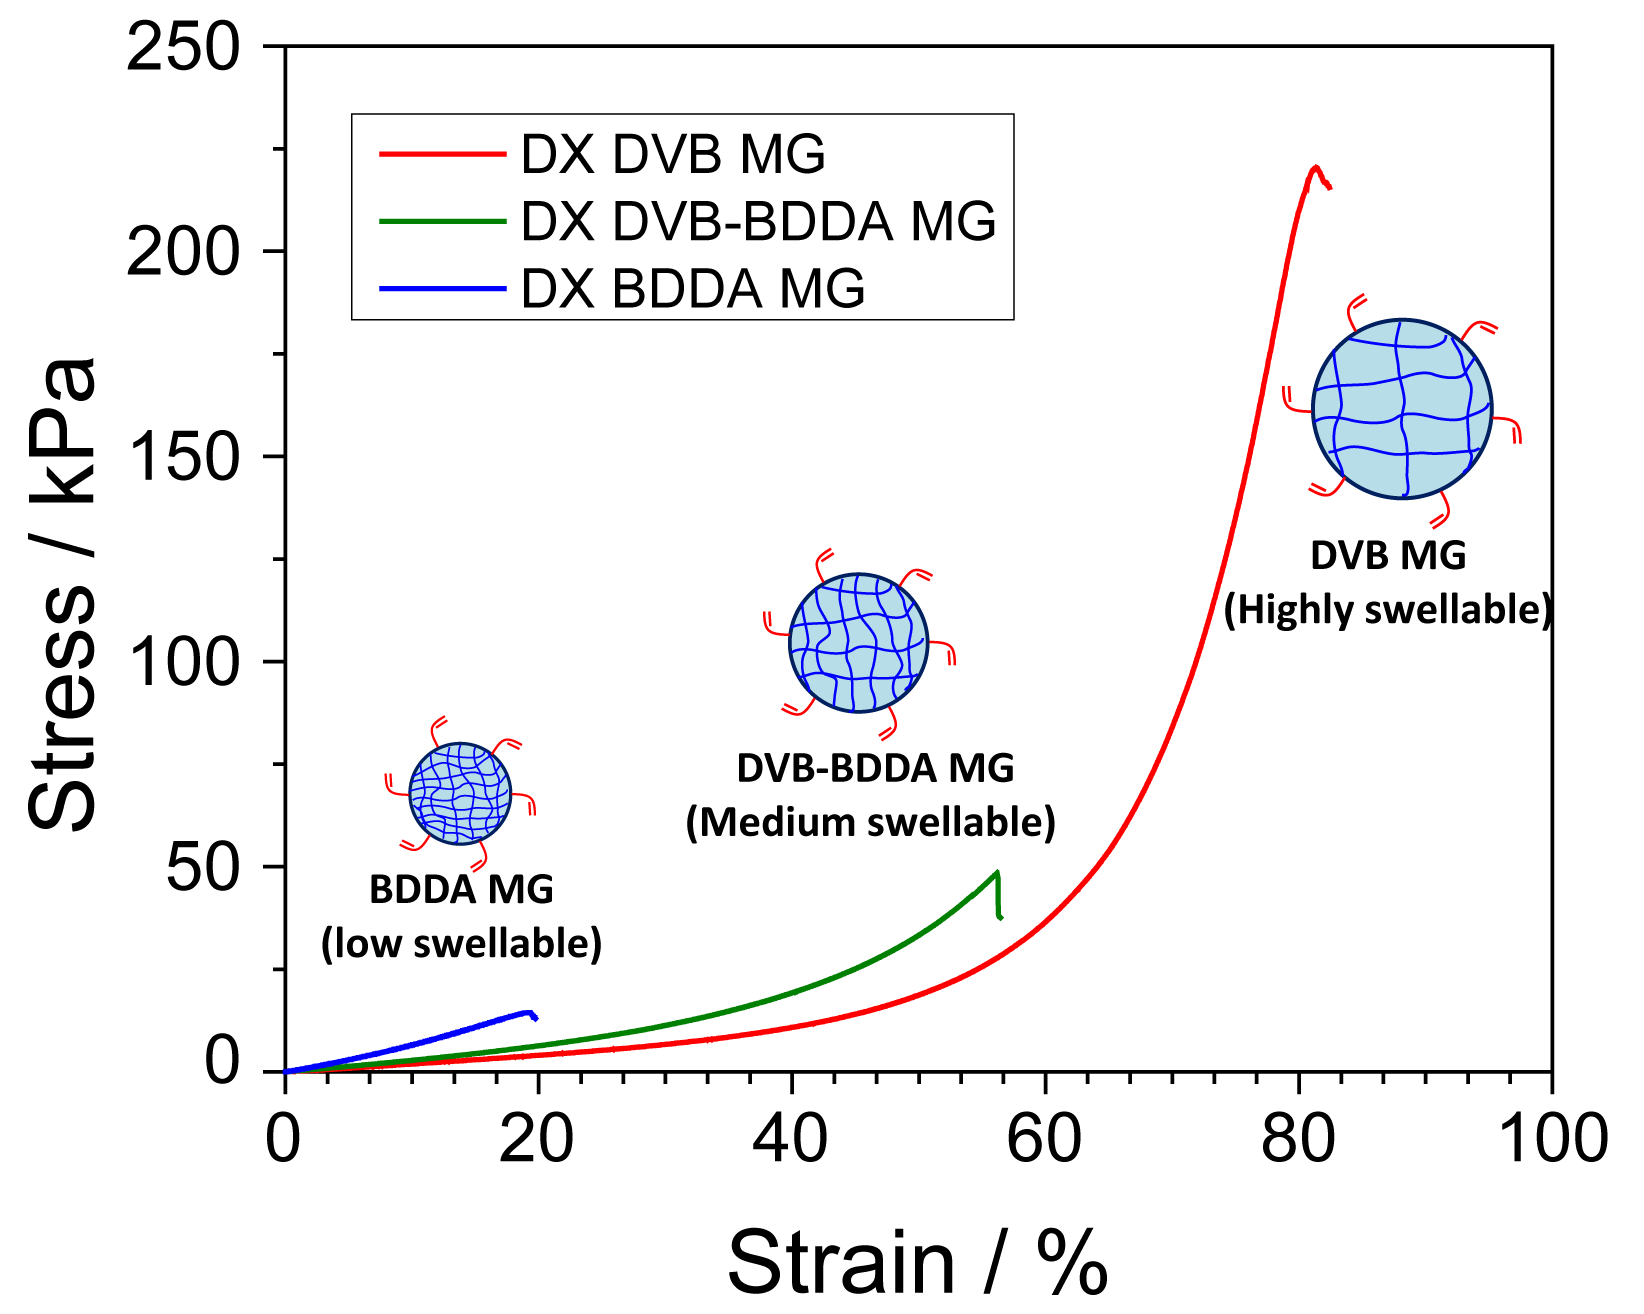 250
200
150
100
50
0
Stress / kPa
DX DVB MG
DX DVB-BDDA MG
DX BDDA MG
DVB MG
(Highly swellable)
DVB-BDDA MG
(Medium swellable)
BDDA MG
(low swellable)
0 20 40 60 80 100
Strain / %